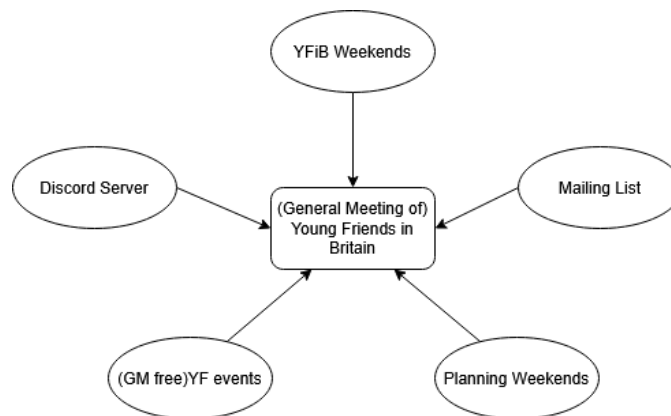 YFiB Weekends
Discord Server
Mailing List
(General Meeting of)
Young Friends in
Britain
(GM free)YF events
Planning Weekends